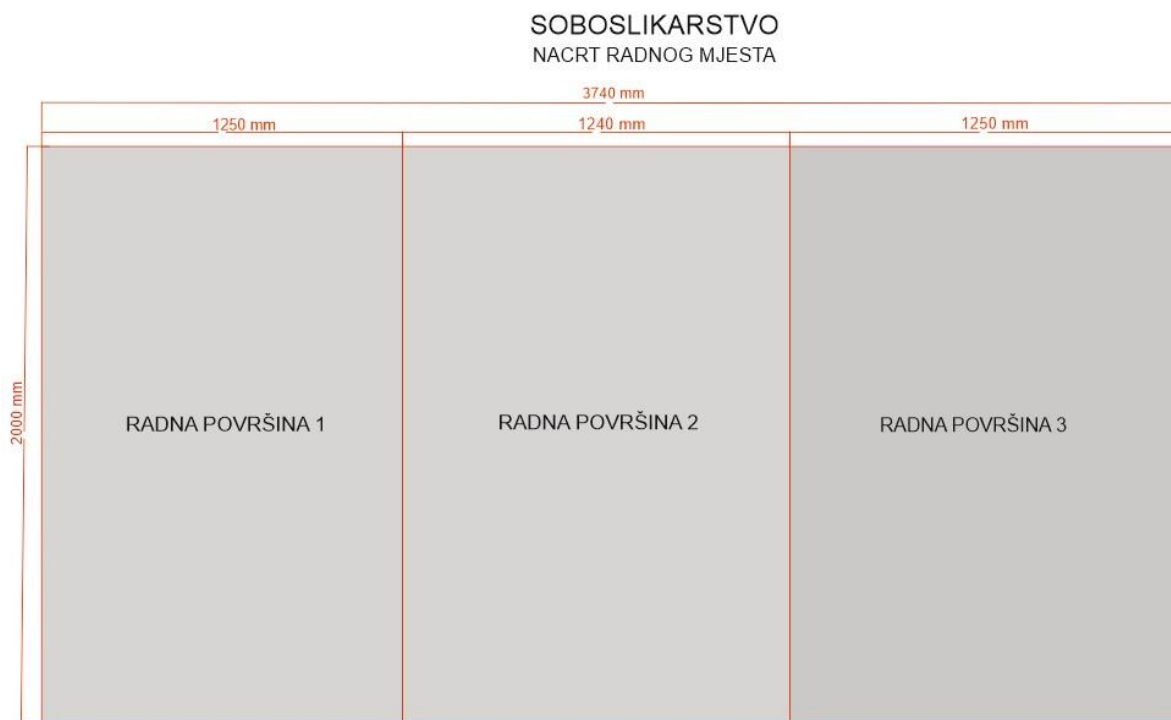 SOBOSLIKARSTVO
NACRT RADNOG MJESTA
3740 mm
1250 mm
1240 mm
1250 mm
2000 mm
RADNA POVRŠINA 1
RADNA POVRŠINA 2
RADNA POVRŠINA 3